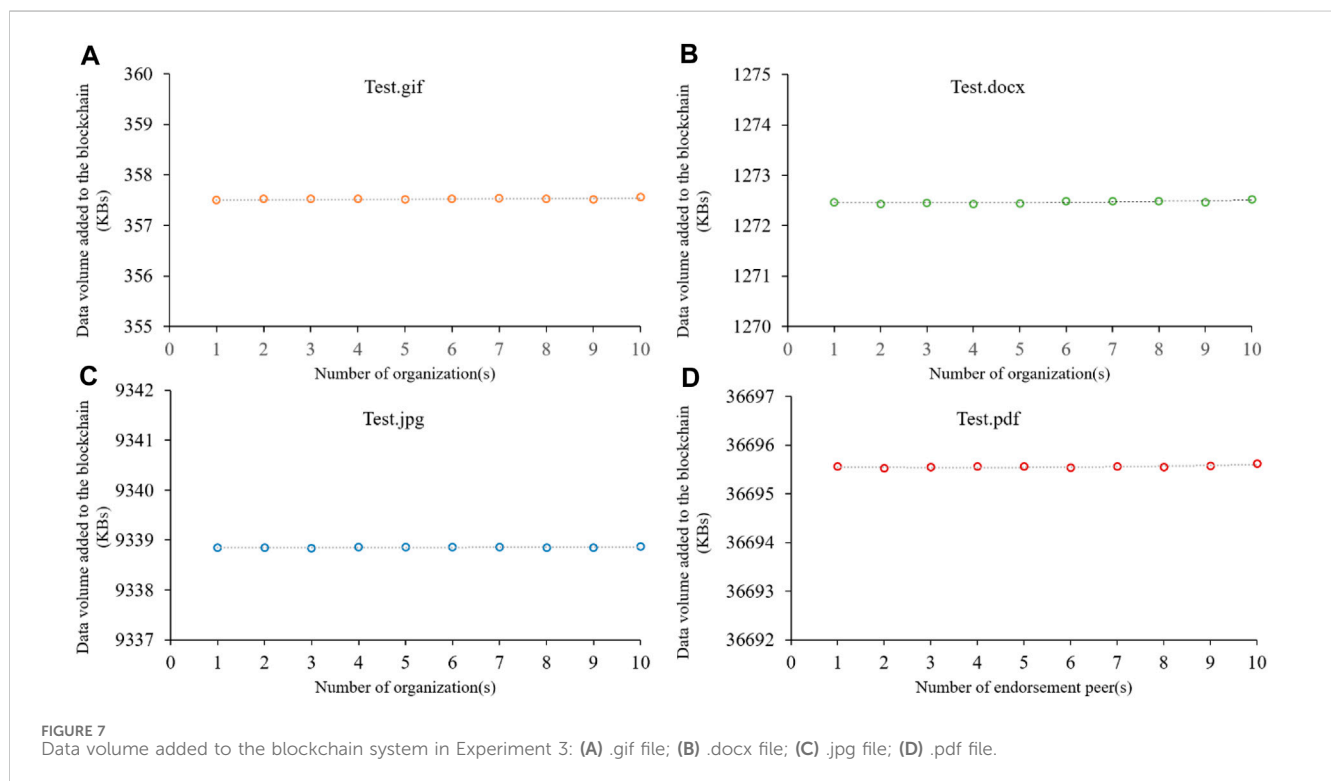 A
Test.gif
Data volume added to the blockchain
(KBs)
360
359
358
357
356
355
0 1 2 3 4 5 6 7 8 9 10
Number of organization(s)
B
Test.docx
Data volume added to the blockchain
(KBs)
1275
1274
1273
1272
1271
1270
0 1 2 3 4 5 6 7 8 9 10
Number of organization(s)
C
Test.jpg
Data volume added to the blockchain
(KBs)
9342
9341
9340
9339
9338
9337
0 1 2 3 4 5 6 7 8 9 10
Number of organization(s)
D
Test.pdf
Data volume added to the blockchain
(KBs)
36697
36696
36695
36694
36693
36692
0 1 2 3 4 5 6 7 8 9 10
Number of endorsement peer(s)
FIGURE 7
Data volume added to the blockchain system in Experiment 3: (A) .gif file; (B) .docx file; (C) .jpg file; (D) .pdf file.